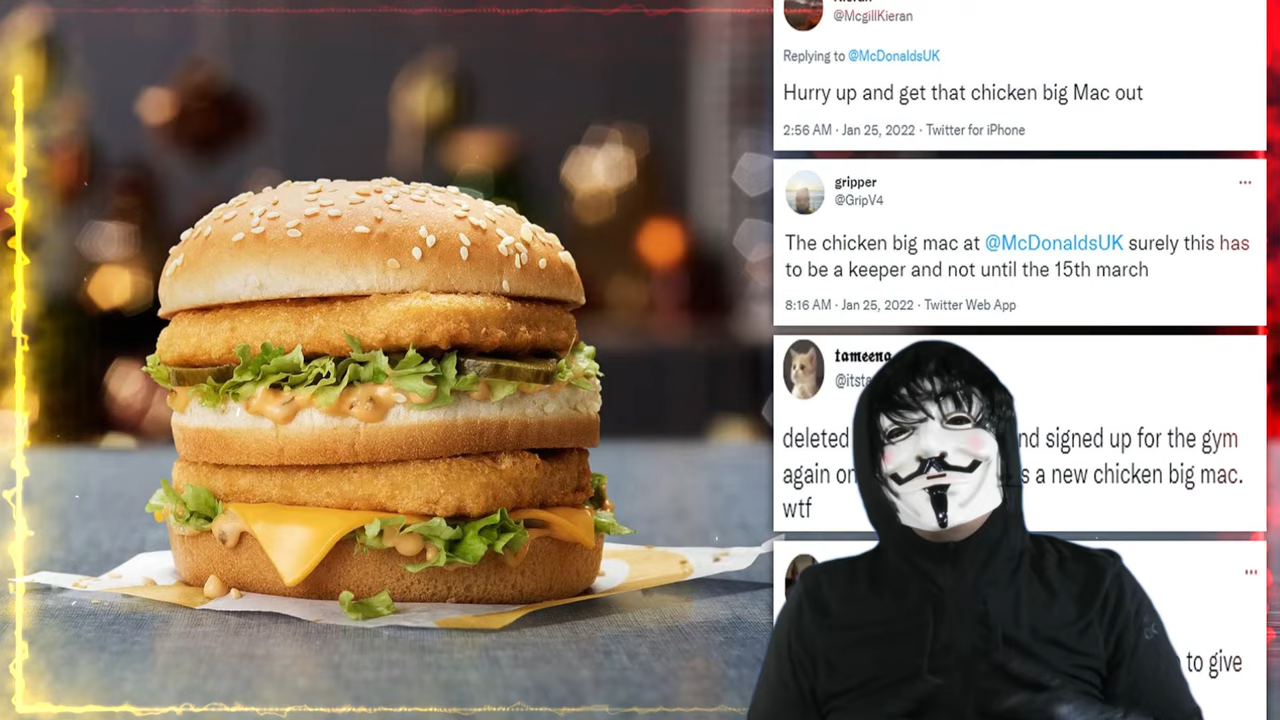 @McgillKieran
Replying to @McDonaldsUK
Hurry up and get that chicken big Mac out
2:56 AM · Jan 25, 2022 · Twitter for iPhone
gripper
@GripV4
The chicken big mac at @McDonaldsUK surely this has
to be a keeper and not until the 15th march
8:16 AM · Jan 25, 2022 · Twitter Web App
tameena
deleted nd signed up for the gym
again on s a new chicken big mac.
wtf
to give